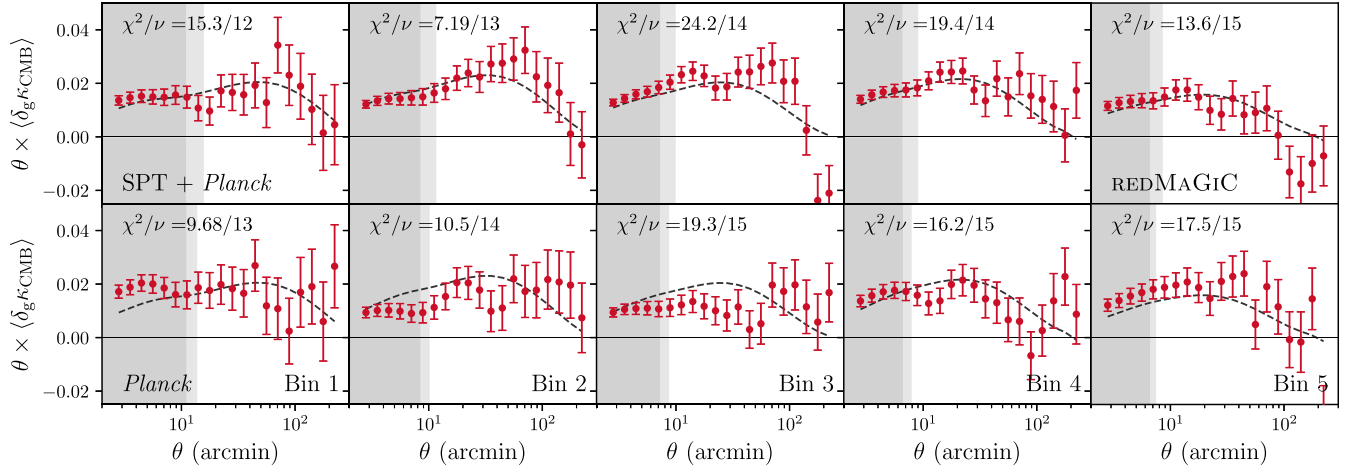 θ × ⟨δ_g κ_CMB⟩
0.04
0.02
0.00
−0.02
χ²/ν =15.3/12
χ²/ν =7.19/13
χ²/ν =24.2/14
χ²/ν =19.4/14
χ²/ν =13.6/15
SPT + Planck
REDMAGIC
θ × ⟨δ_g κ_CMB⟩
0.04
0.02
0.00
−0.02
χ²/ν =9.68/13
χ²/ν =10.5/14
χ²/ν =19.3/15
χ²/ν =16.2/15
χ²/ν =17.5/15
Planck
Bin 1
Bin 2
Bin 3
Bin 4
Bin 5
10¹ 10²
10¹ 10²
10¹ 10²
10¹ 10²
10¹ 10²
θ (arcmin)
θ (arcmin)
θ (arcmin)
θ (arcmin)
θ (arcmin)